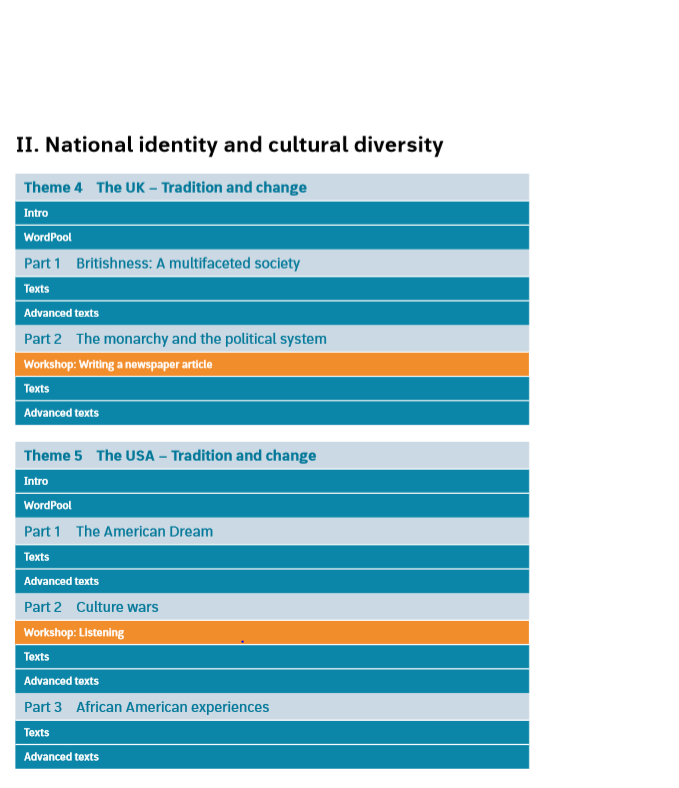 II. National identity and cultural diversity
Theme 4 The UK – Tradition and change
Intro
WordPool
Part 1 Britishness: A multifaceted society
Texts
Advanced texts
Part 2 The monarchy and the political system
Workshop: Writing a newspaper article
Texts
Advanced texts
Theme 5 The USA – Tradition and change
Intro
WordPool
Part 1 The American Dream
Texts
Advanced texts
Part 2 Culture wars
Workshop: Listening
Texts
Advanced texts
Part 3 African American experiences
Texts
Advanced texts